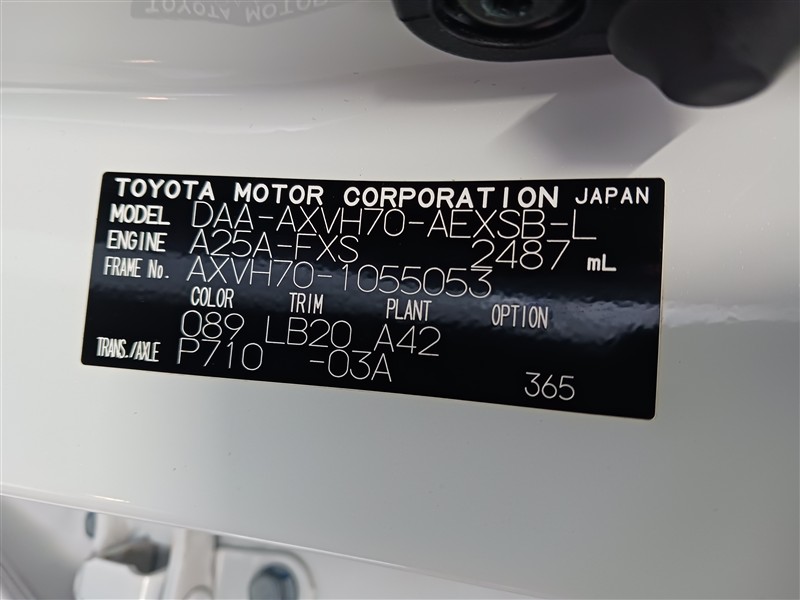 TOYOTA MOTOR CORPORATION JAPAN
MODEL DAA-AXVH70-AEXSB-L
ENGINE A25A-FXS 2487 mL
FRAME No. AXVH70-1055053
COLOR TRIM PLANT OPTION
089 LB20 A42
TRANS./AXLE P710 -03A
365